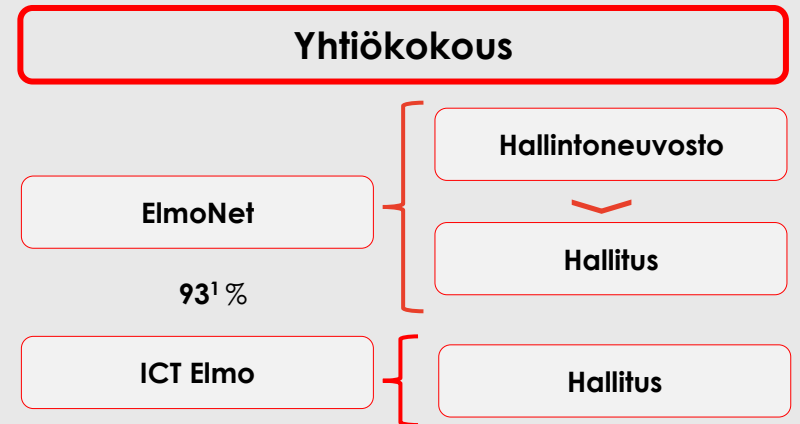 Yhtiökokous
Hallintoneuvosto
ElmoNet
Hallitus
93¹ %
ICT Elmo
Hallitus